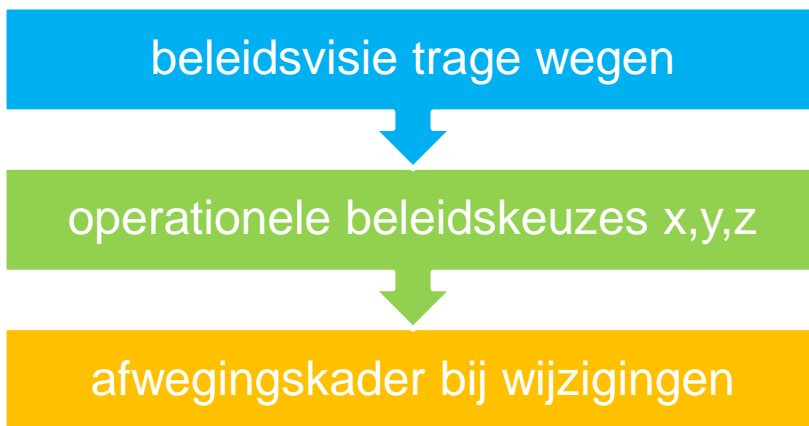 beleidsvisie trage wegen
operationele beleidskeuzes x,y,z
afwegingskader bij wijzigingen